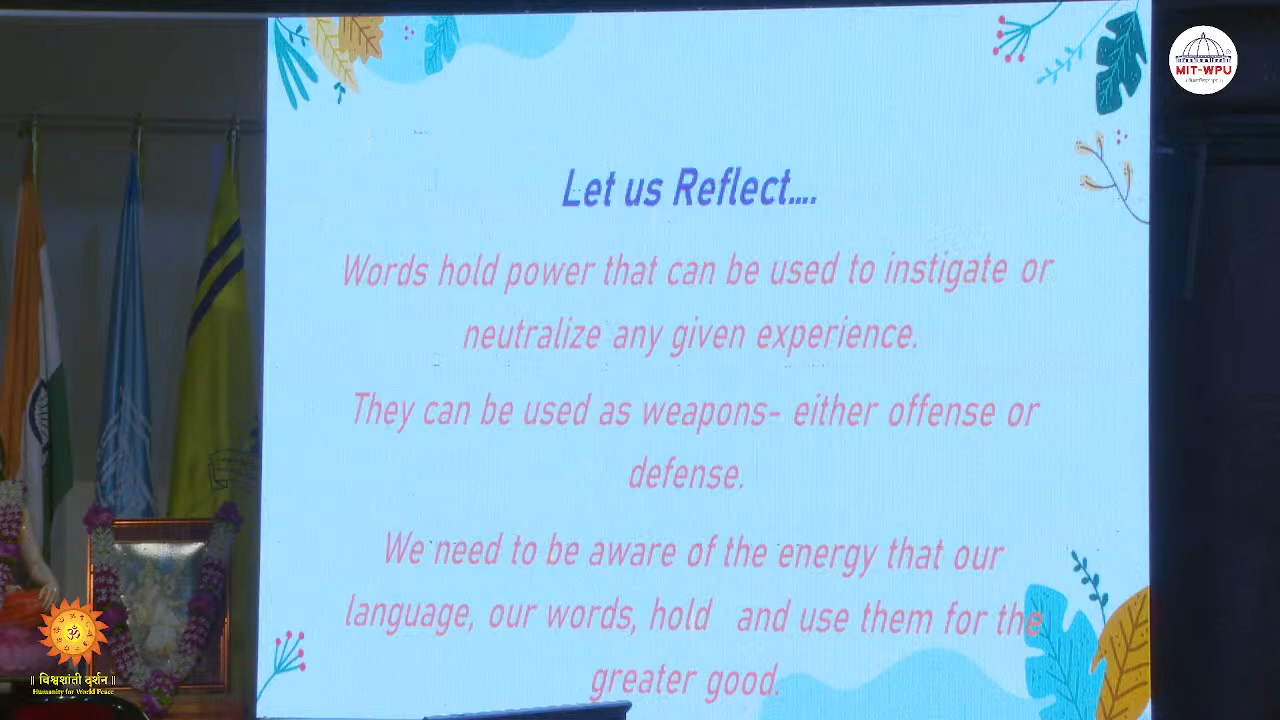 MIT-WPU
Let us Reflect....
Words hold power that can be used to instigate or
neutralize any given experience.
They can be used as weapons- either offense or
defense.
We need to be aware of the energy that our
language, our words, hold and use them for the
greater good.
॥ विश्वशांती दर्शन ॥
Humanity for World Peace